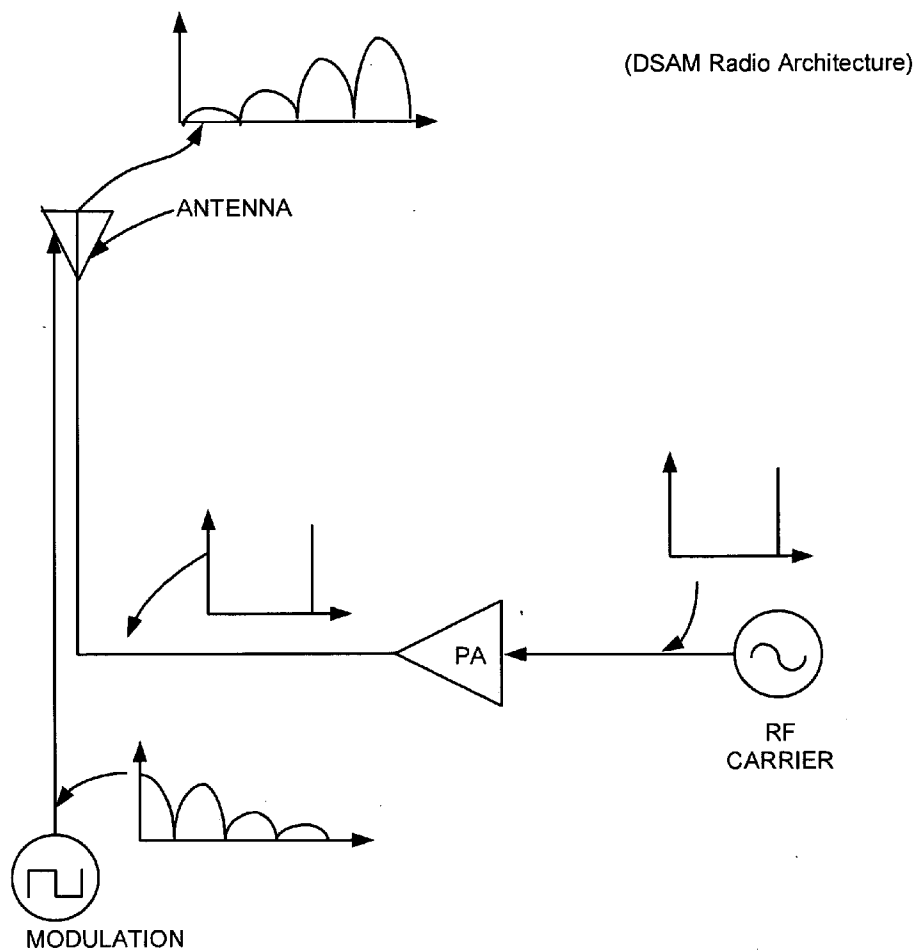 (DSAM Radio Architecture)
ANTENNA
PA
RF
CARRIER
MODULATION